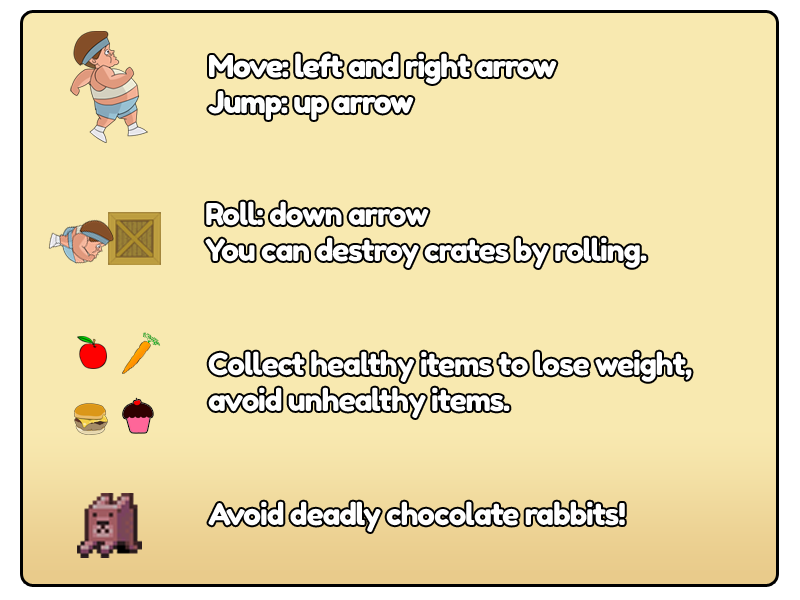 Move: left and right arrow
Jump: up arrow
Roll: down arrow
You can destroy crates by rolling.
Collect healthy items to lose weight,
avoid unhealthy items.
Avoid deadly chocolate rabbits!